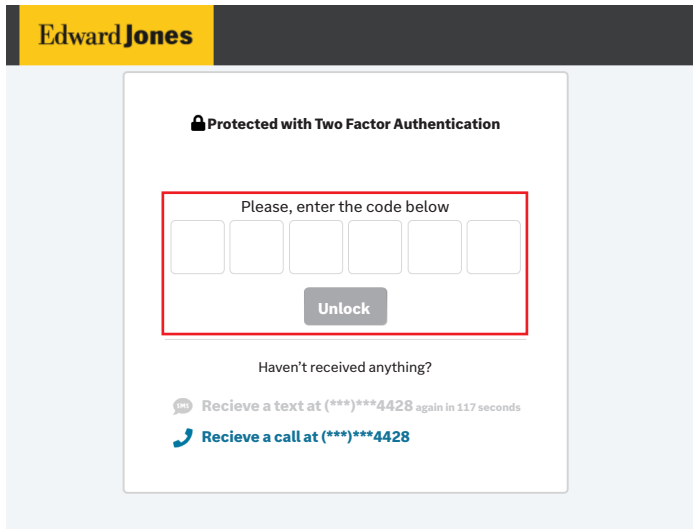 Edward Jones
Protected with Two Factor Authentication
Please, enter the code below
Unlock
Haven’t received anything?
SMS Recieve a text at (***)***4428 again in 117 seconds
Recieve a call at (***)***4428